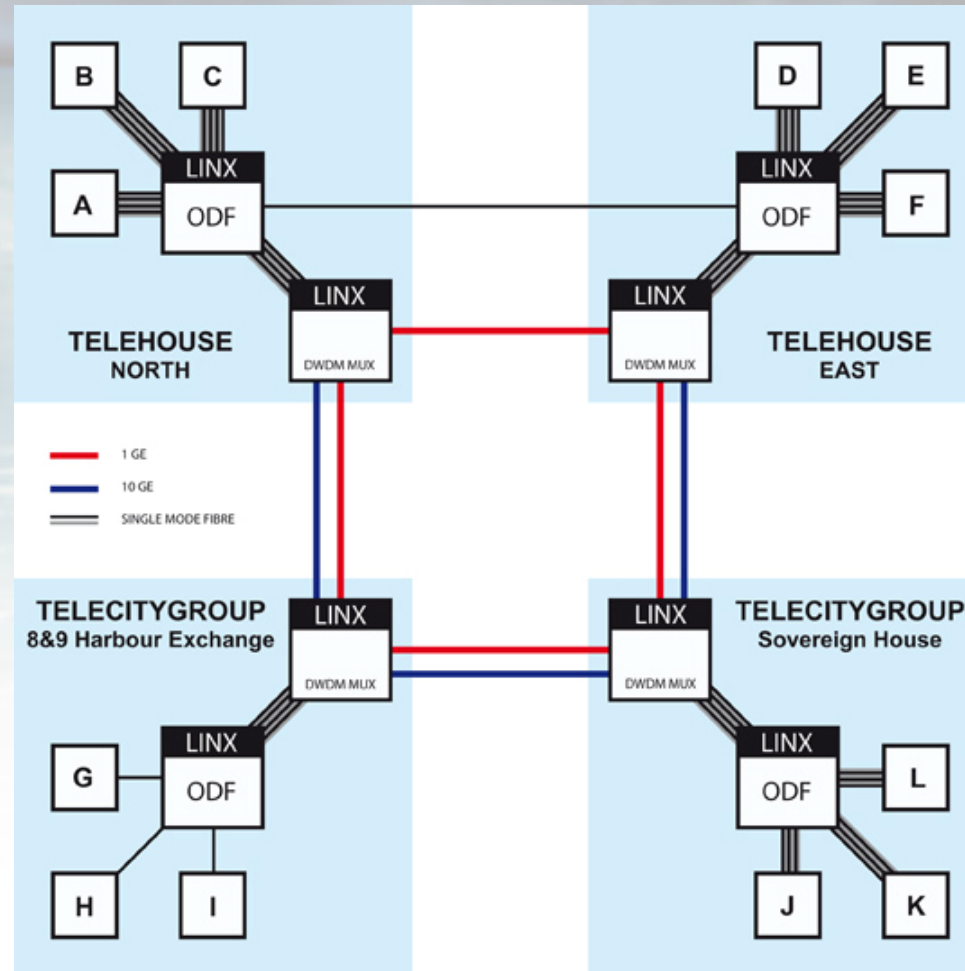 B
C
D
E
LINX
LINX
A
ODF
ODF
F
LINX
LINX
TELEHOUSE
NORTH
DWDM MUX
DWDM MUX
TELEHOUSE
EAST
1 GE
10 GE
SINGLE MODE FIBRE
TELECITYGROUP
8&9 Harbour Exchange
LINX
DWDM MUX
LINX
DWDM MUX
TELECITYGROUP
Sovereign House
LINX
LINX
G
ODF
ODF
L
H
I
J
K